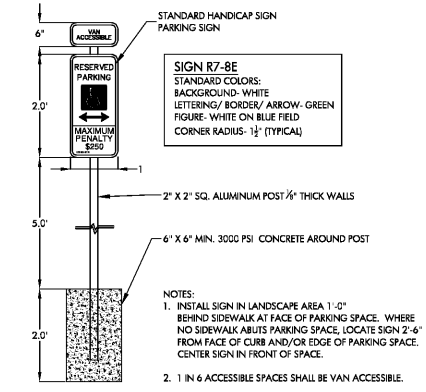 STANDARD HANDICAP SIGN
PARKING SIGN
6"
VAN
ACCESSIBLE
RESERVED
PARKING
2.0'
MAXIMUM
PENALTY
$250
1
SIGN R7-8E
STANDARD COLORS:
BACKGROUND- WHITE
LETTERING/ BORDER/ ARROW- GREEN
FIGURE- WHITE ON BLUE FIELD
CORNER RADIUS- 1½" (TYPICAL)
2" X 2" SQ. ALUMINUM POST ⅛" THICK WALLS
5.0'
6" X 6" MIN. 3000 PSI CONCRETE AROUND POST
2.0'
NOTES:
1. INSTALL SIGN IN LANDSCAPE AREA 1'-0"
BEHIND SIDEWALK AT FACE OF PARKING SPACE. WHERE
NO SIDEWALK ABUTS PARKING SPACE, LOCATE SIGN 2'-6"
FROM FACE OF CURB AND/OR EDGE OF PARKING SPACE.
CENTER SIGN IN FRONT OF SPACE.
2. 1 IN 6 ACCESSIBLE SPACES SHALL BE VAN ACCESSIBLE.